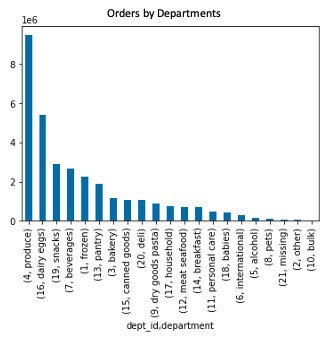 Orders by Departments
1e6
8
6
4
2
0
(4, produce)
(16, dairy eggs)
(19, snacks)
(7, beverages)
(1, frozen)
(13, pantry)
(3, bakery)
(15, canned goods)
(20, deli)
(9, dry goods pasta)
(17, household)
(12, meat seafood)
(14, breakfast)
(11, personal care)
(18, babies)
(6, international)
(5, alcohol)
(8, pets)
(21, missing)
(2, other)
(10, bulk)
dept_id,department